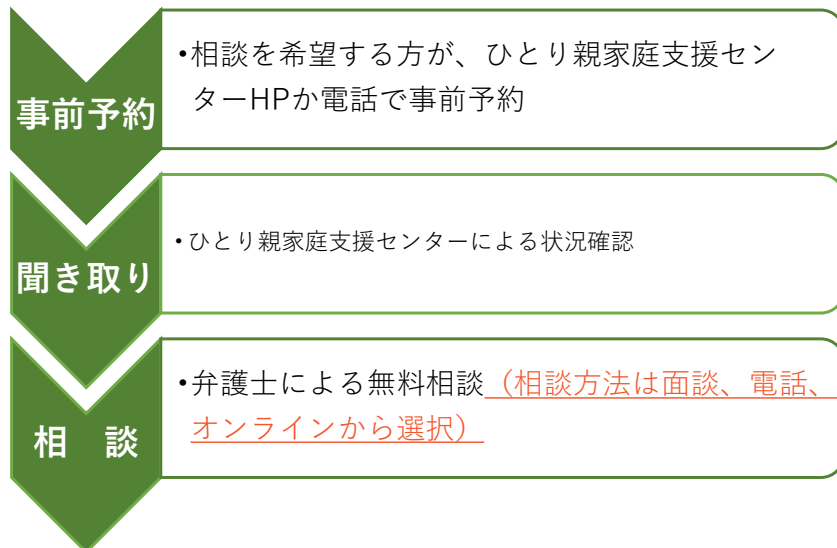 事前予約
•相談を希望する方が、ひとり親家庭支援セン
ターHPか電話で事前予約
聞き取り
•ひとり親家庭支援センターによる状況確認
相　談
•弁護士による無料相談（相談方法は面談、電話、
オンラインから選択）